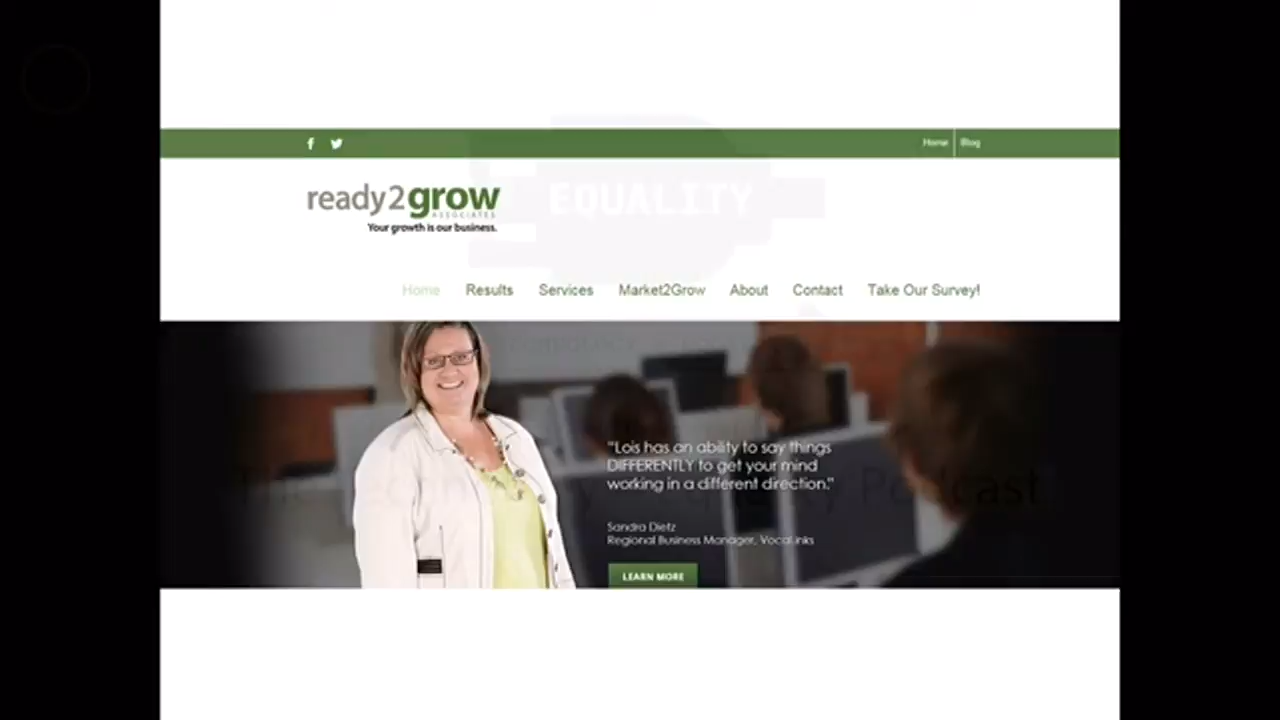 Home
Blog
ready2grow
ASSOCIATES
Your growth is our business.
EQUALITY
Home
Results
Services
Market2Grow
About
Contact
Take Our Survey!
"Lois has an ability to say things
DIFFERENTLY to get your mind
working in a different direction."
Podcast
Sandra Dietz
Regional Business Manager, VocaLinks
LEARN MORE